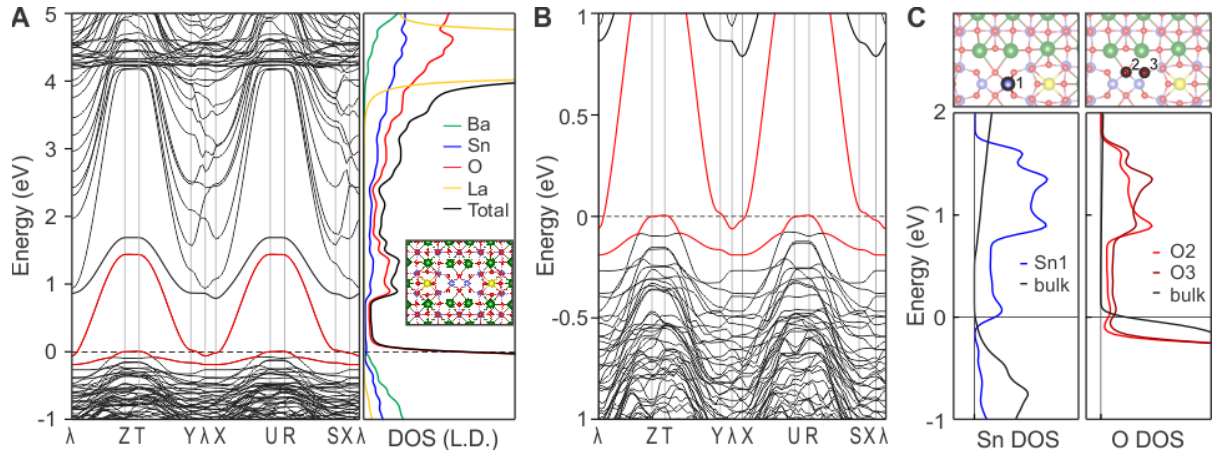 A
Energy (eV)
5
4
3
2
1
0
-1
λ Z T Y λ X U R S X λ
Ba
Sn
O
La
Total
DOS (L.D.)
B
Energy (eV)
1
0.5
0
-0.5
1
λ Z T Y λ X U R S X λ
C
1
2 3
Energy (eV)
2
1
0
-1
Sn1
bulk
O2
O3
bulk
Sn DOS
O DOS